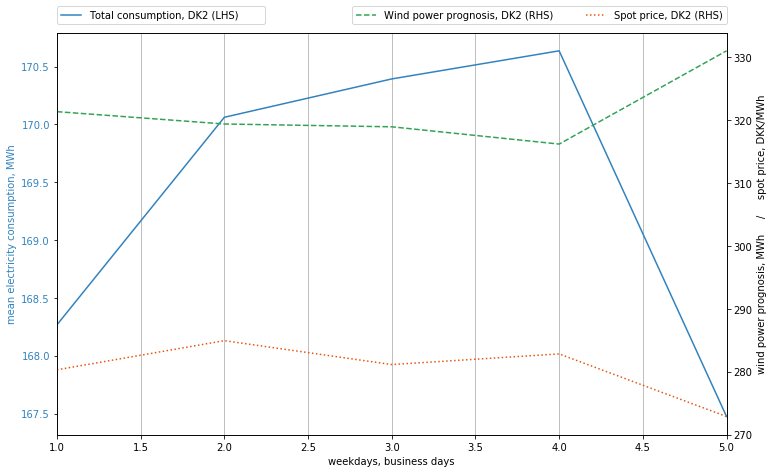 Total consumption, DK2 (LHS)
Wind power prognosis, DK2 (RHS)
Spot price, DK2 (RHS)
mean electricity consumption, MWh
170.5
170.0
169.5
169.0
168.5
168.0
167.5
330
320
310
300
290
280
270
wind power prognosis, MWh / spot price, DKK/MWh
1.0 1.5 2.0 2.5 3.0 3.5 4.0 4.5 5.0
weekdays, business days